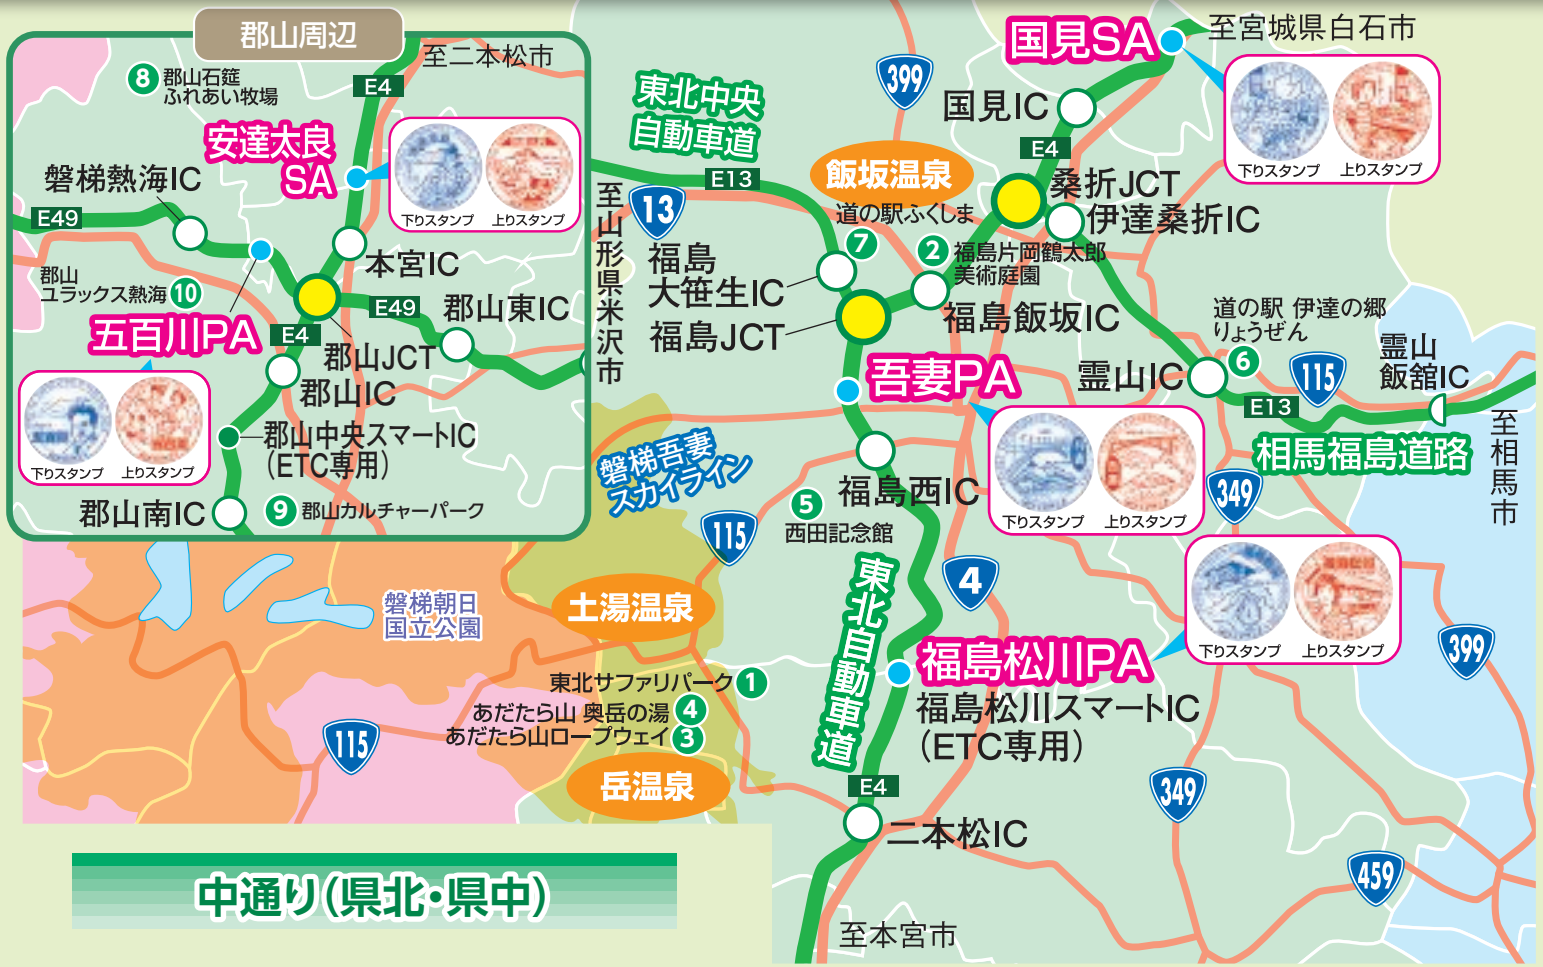 郡山周辺
至二本松市
8
郡山石筵
ふれあい牧場
E4
安達太良
SA
下りスタンプ
上りスタンプ
磐梯熱海IC
E49
本宮IC
郡山
ユラックス熱海
10
E49
郡山東IC
五百川PA
E4
郡山JCT
郡山IC
下りスタンプ
上りスタンプ
郡山中央スマートIC
(ETC専用)
郡山南IC
9
郡山カルチャーパーク
国見SA
至宮城県白石市
399
国見IC
下りスタンプ
上りスタンプ
東北中央
自動車道
E4
E13
飯坂温泉
桑折JCT
至山形県米沢市
13
道の駅ふくしま
7
伊達桑折IC
2
福島片岡鶴太郎
美術庭園
福島
大笹生IC
福島飯坂IC
福島JCT
道の駅 伊達の郷
りょうぜん
6
吾妻PA
霊山IC
115
霊山
飯舘IC
E13
至相馬市
相馬福島道路
磐梯吾妻
スカイライン
福島西IC
5
西田記念館
下りスタンプ
上りスタンプ
349
115
4
東北自動車道
磐梯朝日
国立公園
土湯温泉
福島松川PA
下りスタンプ
上りスタンプ
399
東北サファリパーク
1
あだたら山 奥岳の湯
4
あだたら山ロープウェイ
3
福島松川スマートIC
(ETC専用)
115
岳温泉
E4
349
二本松IC
459
中通り(県北・県中)
至本宮市